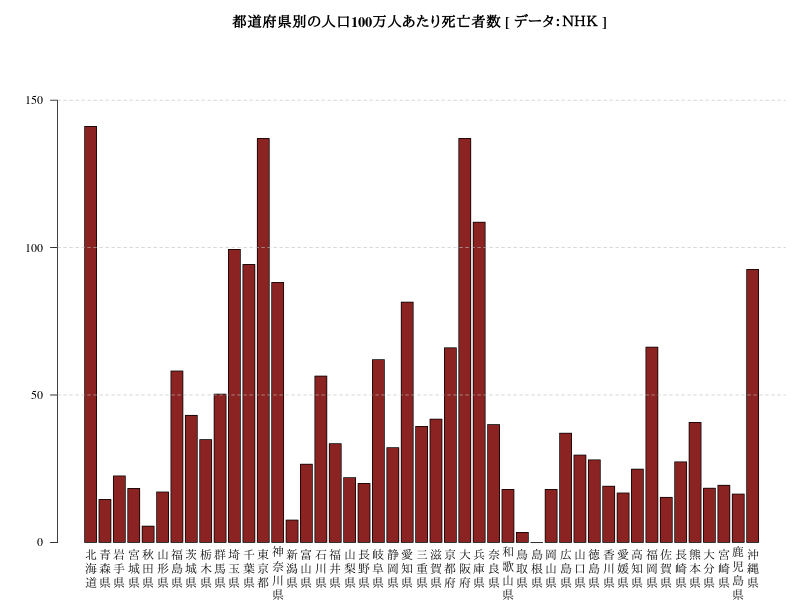 都道府県別の人口100万人あたり死亡者数 [ データ：NHK ]
150
100
50
0
北海道
青森県
岩手県
宮城県
秋田県
山形県
福島県
茨城県
栃木県
群馬県
埼玉県
千葉県
東京都
神奈川県
新潟県
富山県
石川県
福井県
山梨県
長野県
岐阜県
静岡県
愛知県
三重県
滋賀県
京都府
大阪府
兵庫県
奈良県
和歌山県
鳥取県
島根県
岡山県
広島県
山口県
徳島県
香川県
愛媛県
高知県
福岡県
佐賀県
長崎県
熊本県
大分県
宮崎県
鹿児島県
沖縄県